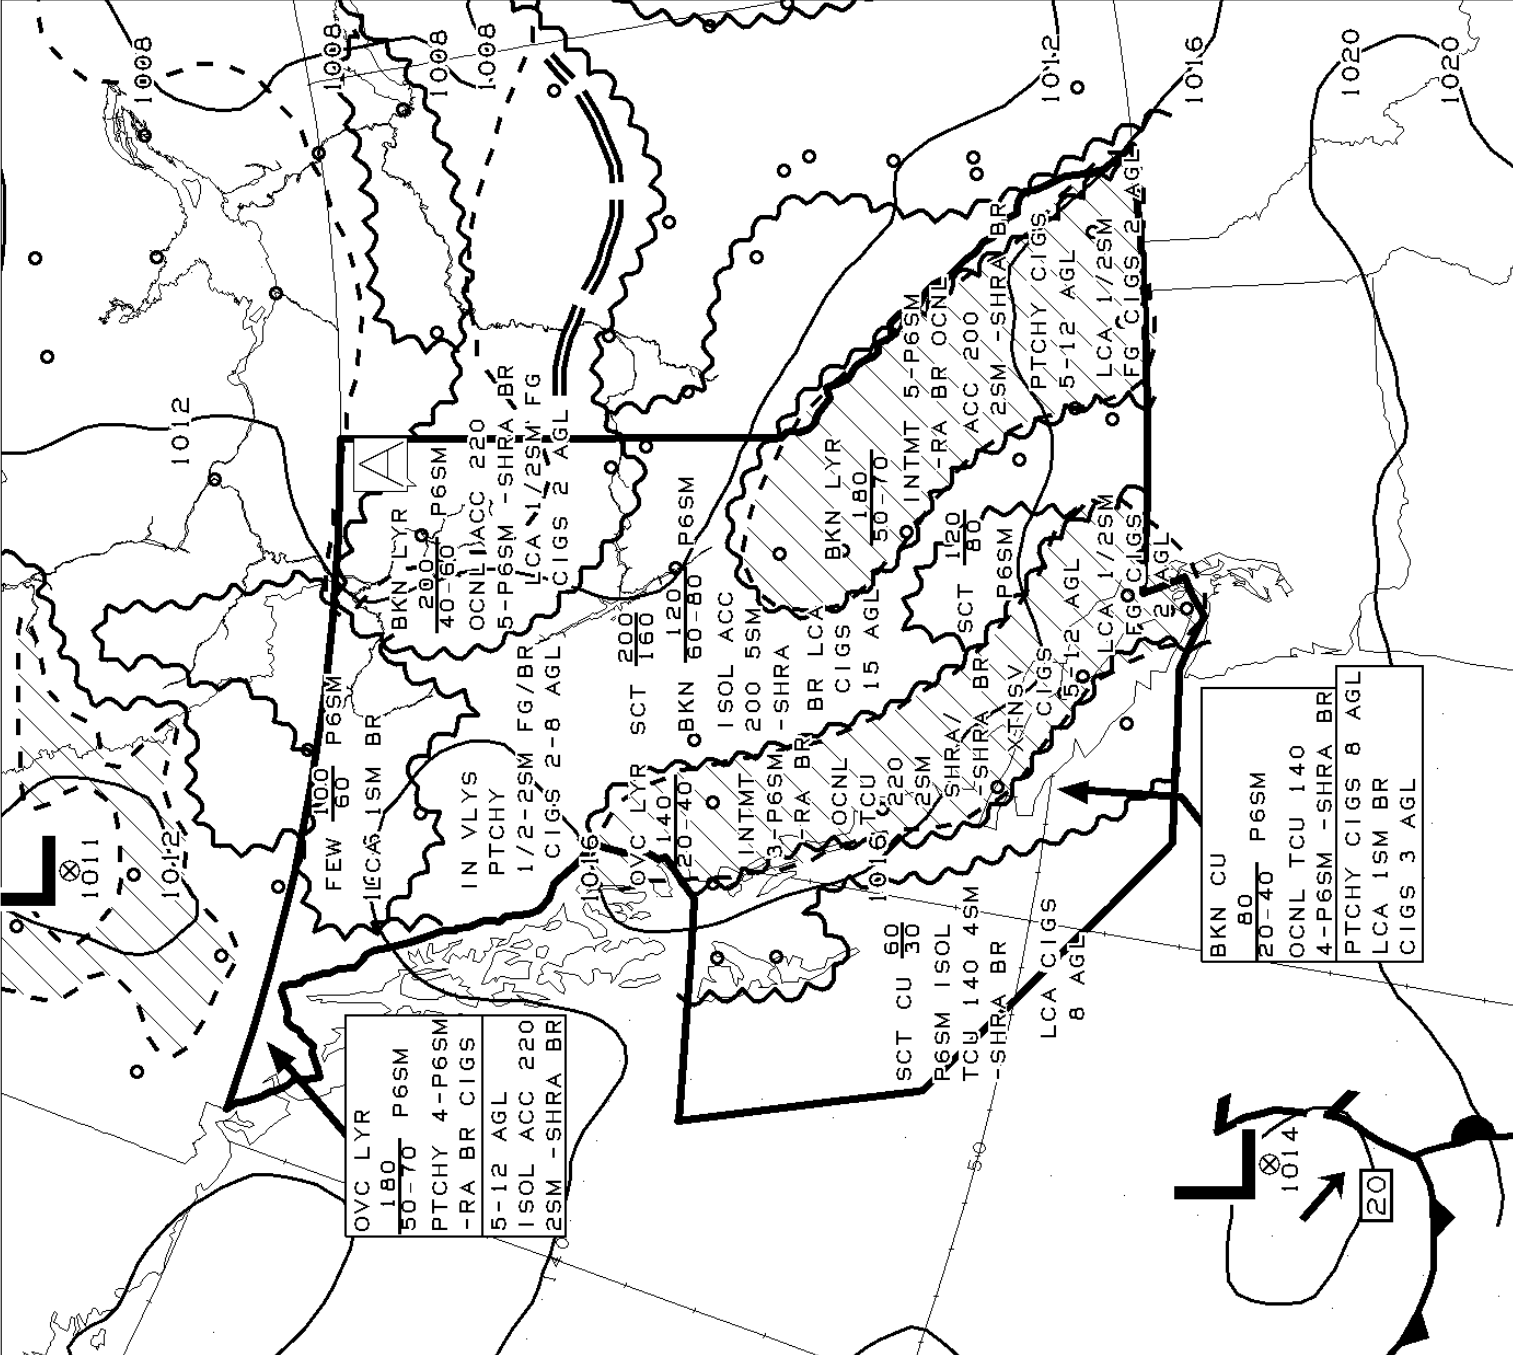 L
1011
1012
1012
1008
1008
1008
1008
A
BKN LYR
200
40-60 P6SM
OCNL ACC 220
5-P6SM -SHRA BR
LCA 1/2SM FG
CIGS 2 AGL
FEW 100 P6SM
60
LCA 1SM BR
IN VLYS
PTCHY
1/2-2SM FG/BR
CIGS 2-8 AGL
OVC LYR
180
50-70 P6SM
PTCHY 4-P6SM
-RA BR CIGS
5-12 AGL
ISOL ACC 220
2SM -SHRA BR
140
1016
SCT 200
160
BKN 120 P6SM
60-80
ISOL ACC
200 5SM
-SHRA
BR LCA
CIGS
15 AGL
OVC LYR
140
20-40
INTMT
3-P6SM
-RA BR
OCNL
TCU
220
2SM
SHRA/
-SHRA BR
XTNSV
CIGS
5-12 AGL
LCA 1/2SM
FG CIGS
2 AGL
1016
BKN LYR
180
50-70
INTMT 5-P6SM
-RA BR OCNL
ACC 200
2SM -SHRA BR
PTCHY CIGS
5-12 AGL
LCA 1/2SM
FG CIGS 2 AGL
SCT 120
80
P6SM
SCT CU 60
30
P6SM ISOL
TCU 140 4SM
-SHRA BR
LCA CIGS
8 AGL
50
1012
1016
1020
1020
BKN CU
80
20-40 P6SM
OCNL TCU 140
4-P6SM -SHRA BR
PTCHY CIGS 8 AGL
LCA 1SM BR
CIGS 3 AGL
L
1014
20